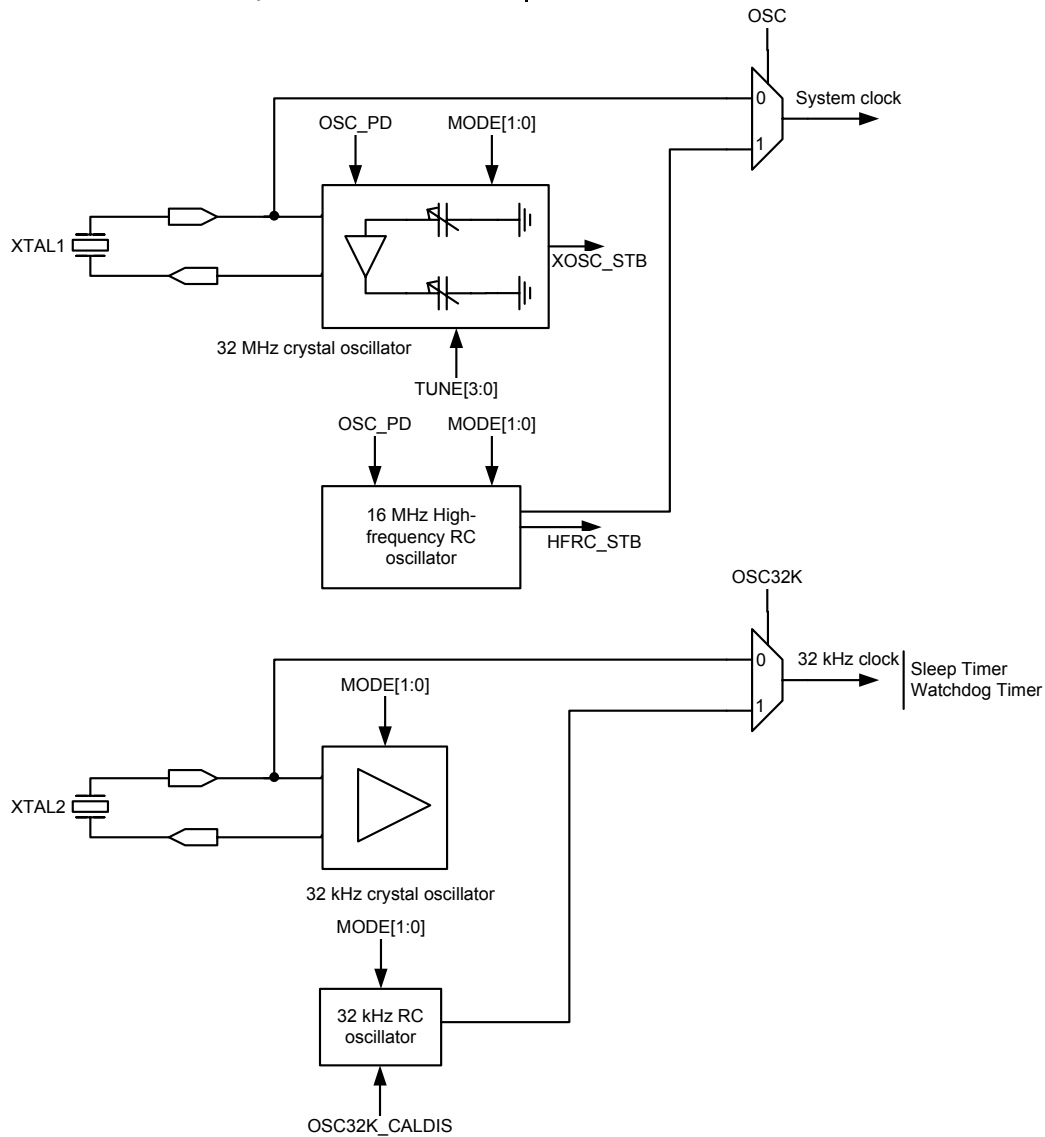 OSC
0
System clock
OSC_PD
MODE[1:0]
1
XTAL1
XOSC_STB
32 MHz crystal oscillator
TUNE[3:0]
OSC_PD
MODE[1:0]
16 MHz High-
frequency RC
oscillator
HFRC_STB
OSC32K
0
32 kHz clock
Sleep Timer
Watchdog Timer
MODE[1:0]
1
XTAL2
32 kHz crystal oscillator
MODE[1:0]
32 kHz RC
oscillator
OSC32K_CALDIS